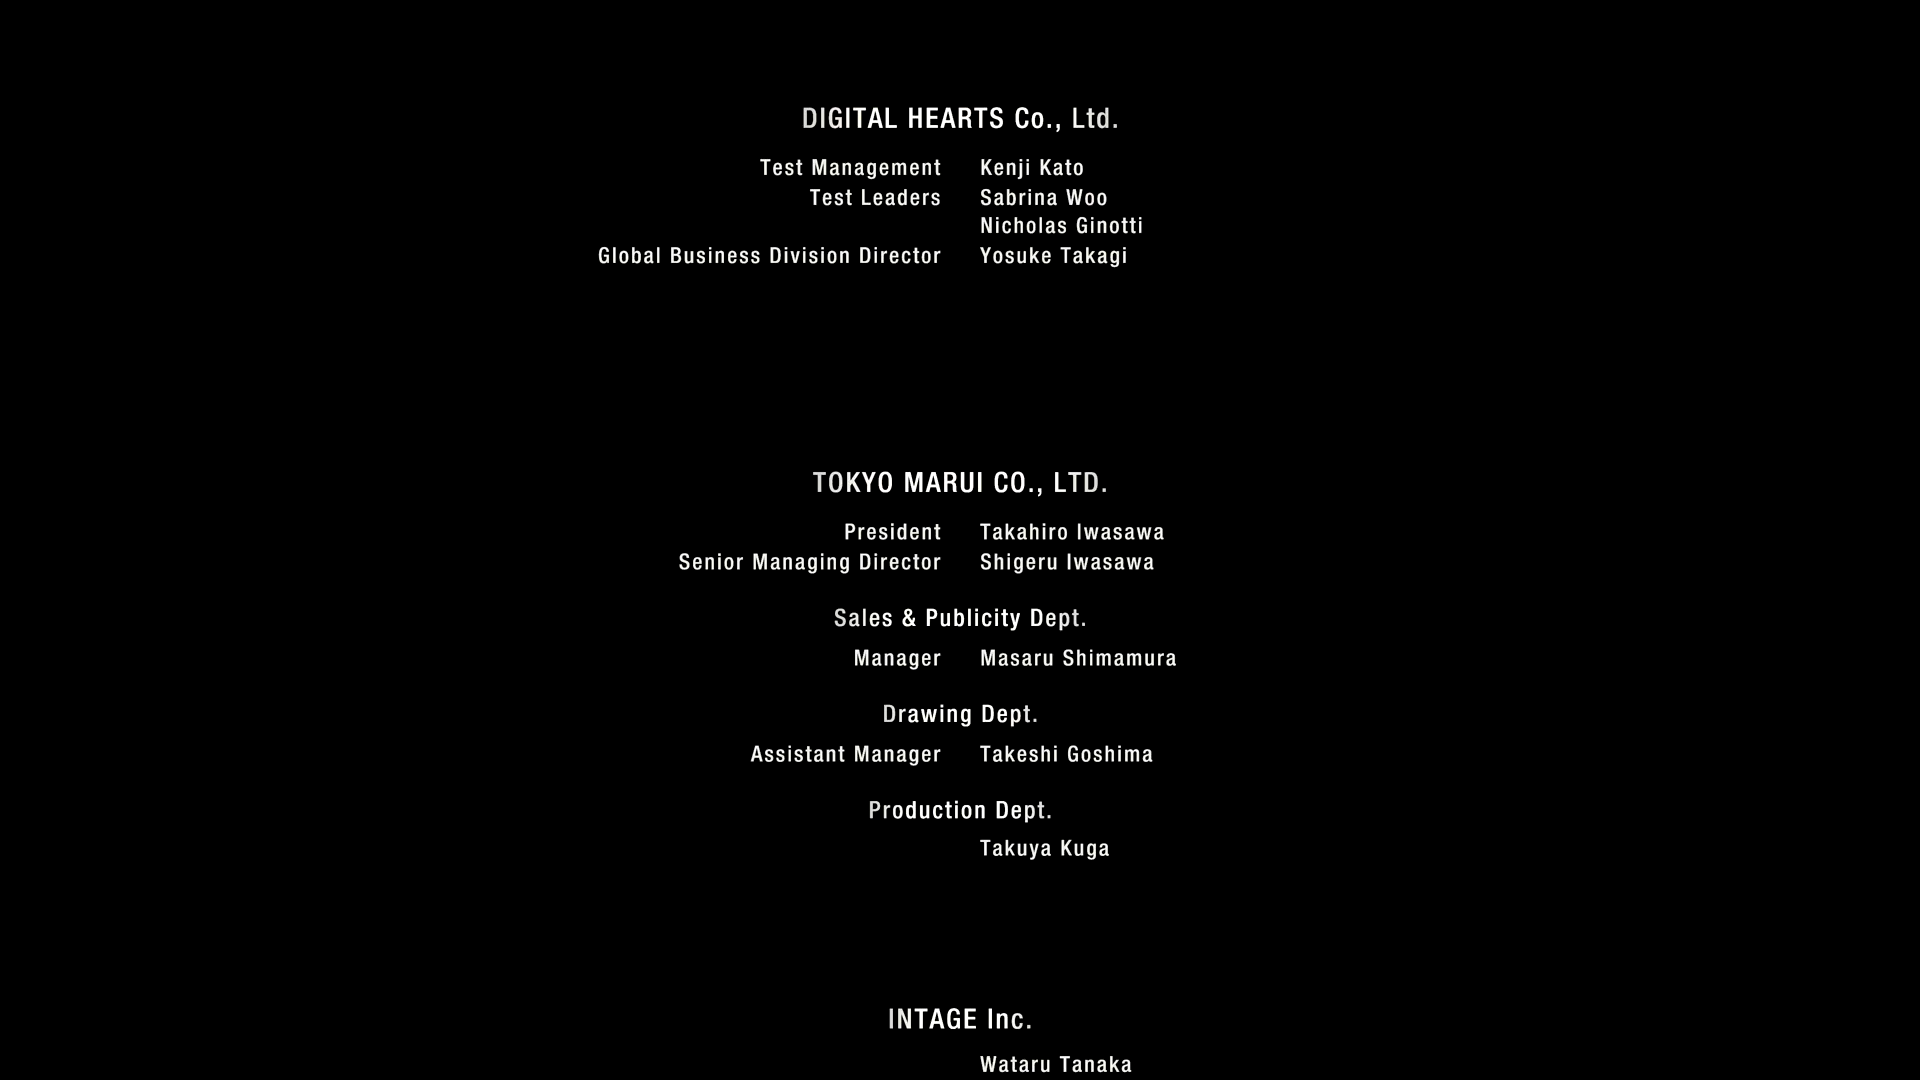 DIGITAL HEARTS Co., Ltd.
Test Management Kenji Kato
Test Leaders Sabrina Woo
Nicholas Ginotti
Global Business Division Director Yosuke Takagi
TOKYO MARUI CO., LTD.
President Takahiro Iwasawa
Senior Managing Director Shigeru Iwasawa
Sales & Publicity Dept.
Manager Masaru Shimamura
Drawing Dept.
Assistant Manager Takeshi Goshima
Production Dept.
Takuya Kuga
INTAGE Inc.
Wataru Tanaka